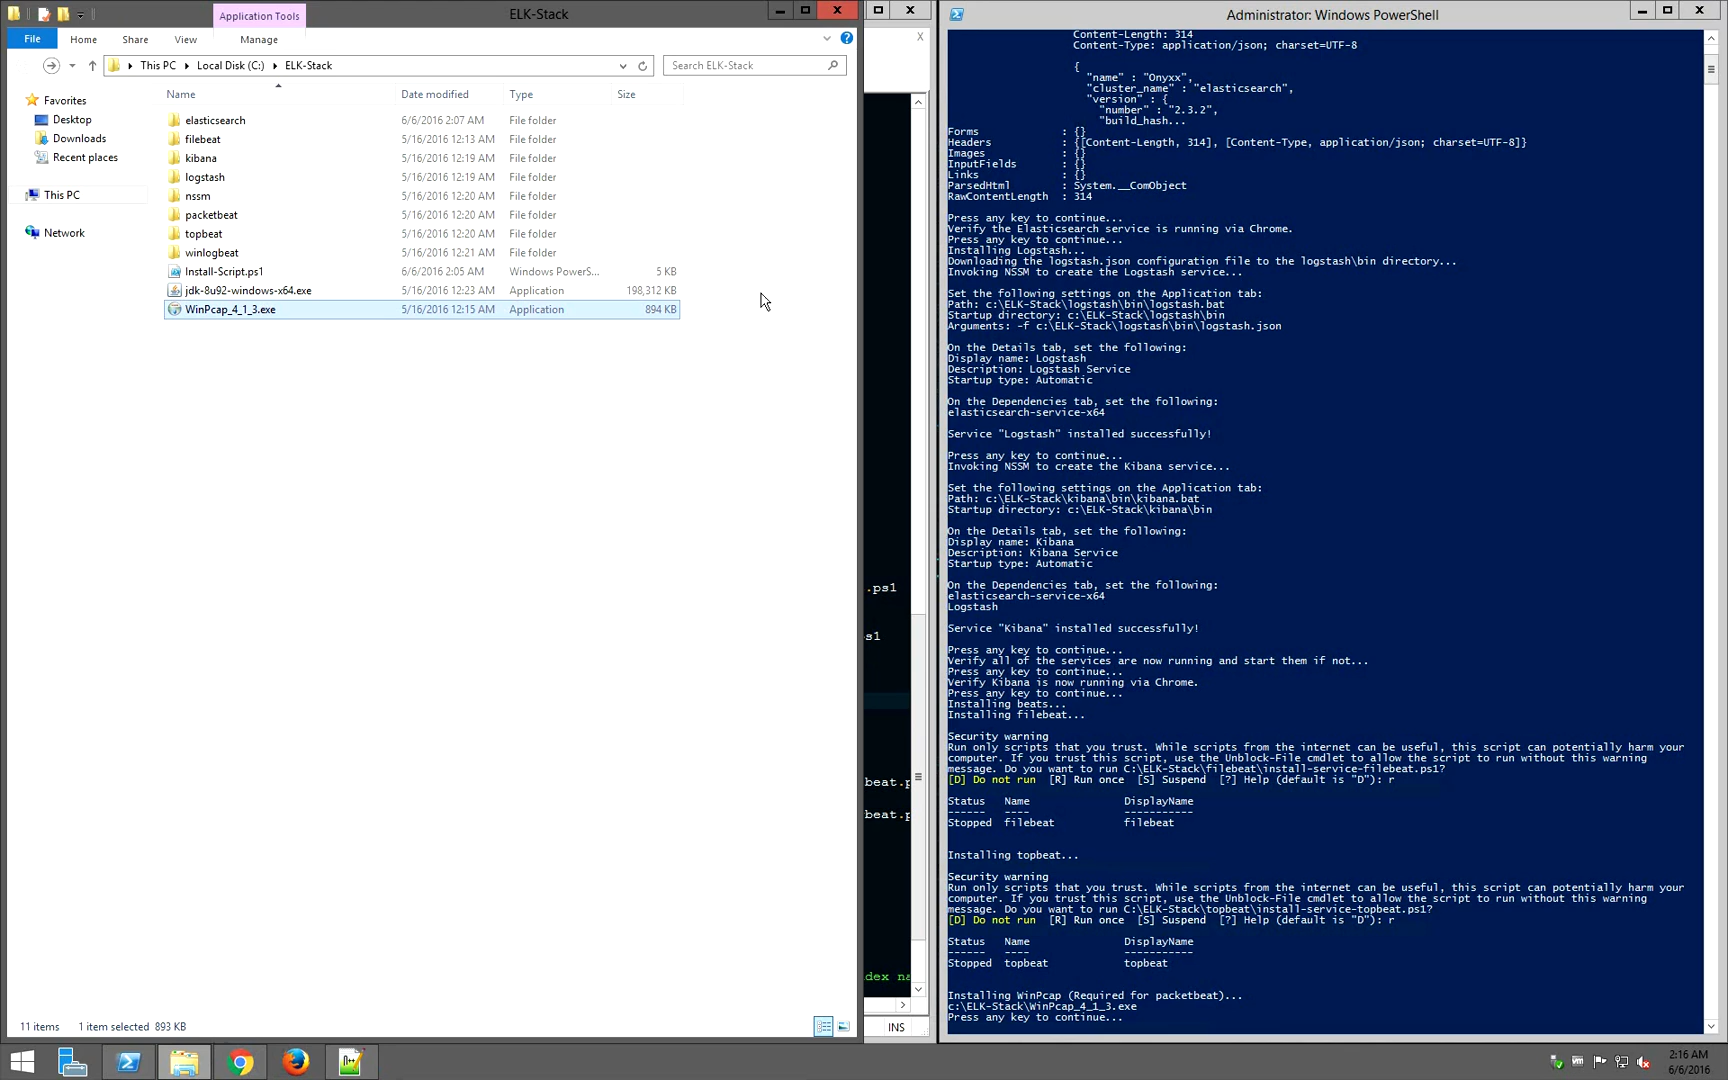 Application Tools
ELK-Stack
File
Home
Share
View
Manage
This PC
Local Disk (C:)
ELK-Stack
Search ELK-Stack
Name
Date modified
Type
Size
Favorites
Desktop
Downloads
Recent places
This PC
Network
elasticsearch 6/6/2016 2:07 AM File folder
filebeat 5/16/2016 12:13 AM File folder
kibana 5/16/2016 12:19 AM File folder
logstash 5/16/2016 12:19 AM File folder
nssm 5/16/2016 12:20 AM File folder
packetbeat 5/16/2016 12:20 AM File folder
topbeat 5/16/2016 12:20 AM File folder
winlogbeat 5/16/2016 12:21 AM File folder
Install-Script.ps1 6/6/2016 2:05 AM Windows PowerS... 5 KB
jdk-8u92-windows-x64.exe 5/16/2016 12:23 AM Application 198,312 KB
WinPcap_4_1_3.exe 5/16/2016 12:15 AM Application 894 KB
11 items 1 item selected 893 KB
.ps1
s1
beat.p
beat.p
dex na
INS
Administrator: Windows PowerShell
Content-Length: 314
Content-Type: application/json; charset=UTF-8
{
"name" : "Onyxx",
"cluster_name" : "elasticsearch",
"version" : {
"number" : "2.3.2",
"build_hash...
Forms : {}
Headers : {[Content-Length, 314], [Content-Type, application/json; charset=UTF-8]}
Images : {}
InputFields : {}
Links : {}
ParsedHtml : System.__ComObject
RawContentLength : 314
Press any key to continue...
Verify the Elasticsearch service is running via Chrome.
Press any key to continue...
Installing Logstash...
Downloading the logstash.json configuration file to the logstash\bin directory...
Invoking NSSM to create the Logstash service...
Set the following settings on the Application tab:
Path: c:\ELK-Stack\logstash\bin\logstash.bat
Startup directory: c:\ELK-Stack\logstash\bin
Arguments: -f c:\ELK-Stack\logstash\bin\logstash.json
On the Details tab, set the following:
Display name: Logstash
Description: Logstash Service
Startup type: Automatic
On the Dependencies tab, set the following:
elasticsearch-service-x64
Service "Logstash" installed successfully!
Press any key to continue...
Invoking NSSM to create the Kibana service...
Set the following settings on the Application tab:
Path: c:\ELK-Stack\kibana\bin\kibana.bat
Startup directory: c:\ELK-Stack\kibana\bin
On the Details tab, set the following:
Display name: Kibana
Description: Kibana Service
Startup type: Automatic
On the Dependencies tab, set the following:
elasticsearch-service-x64
Logstash
Service "Kibana" installed successfully!
Press any key to continue...
Verify all of the services are now running and start them if not...
Press any key to continue...
Verify Kibana is now running via Chrome.
Press any key to continue...
Installing beats...
Installing filebeat...
Security warning
Run only scripts that you trust. While scripts from the internet can be useful, this script can potentially harm your
computer. If you trust this script, use the Unblock-File cmdlet to allow the script to run without this warning
message. Do you want to run C:\ELK-Stack\filebeat\install-service-filebeat.ps1?
[D] Do not run [R] Run once [S] Suspend [?] Help (default is "D"): r
Status Name DisplayName
------ ---- -----------
Stopped filebeat filebeat
Installing topbeat...
Security warning
Run only scripts that you trust. While scripts from the internet can be useful, this script can potentially harm your
computer. If you trust this script, use the Unblock-File cmdlet to allow the script to run without this warning
message. Do you want to run C:\ELK-Stack\topbeat\install-service-topbeat.ps1?
[D] Do not run [R] Run once [S] Suspend [?] Help (default is "D"): r
Status Name DisplayName
------ ---- -----------
Stopped topbeat topbeat
Installing WinPcap (Required for packetbeat)...
c:\ELK-Stack\WinPcap_4_1_3.exe
Press any key to continue...
2:16 AM
6/6/2016